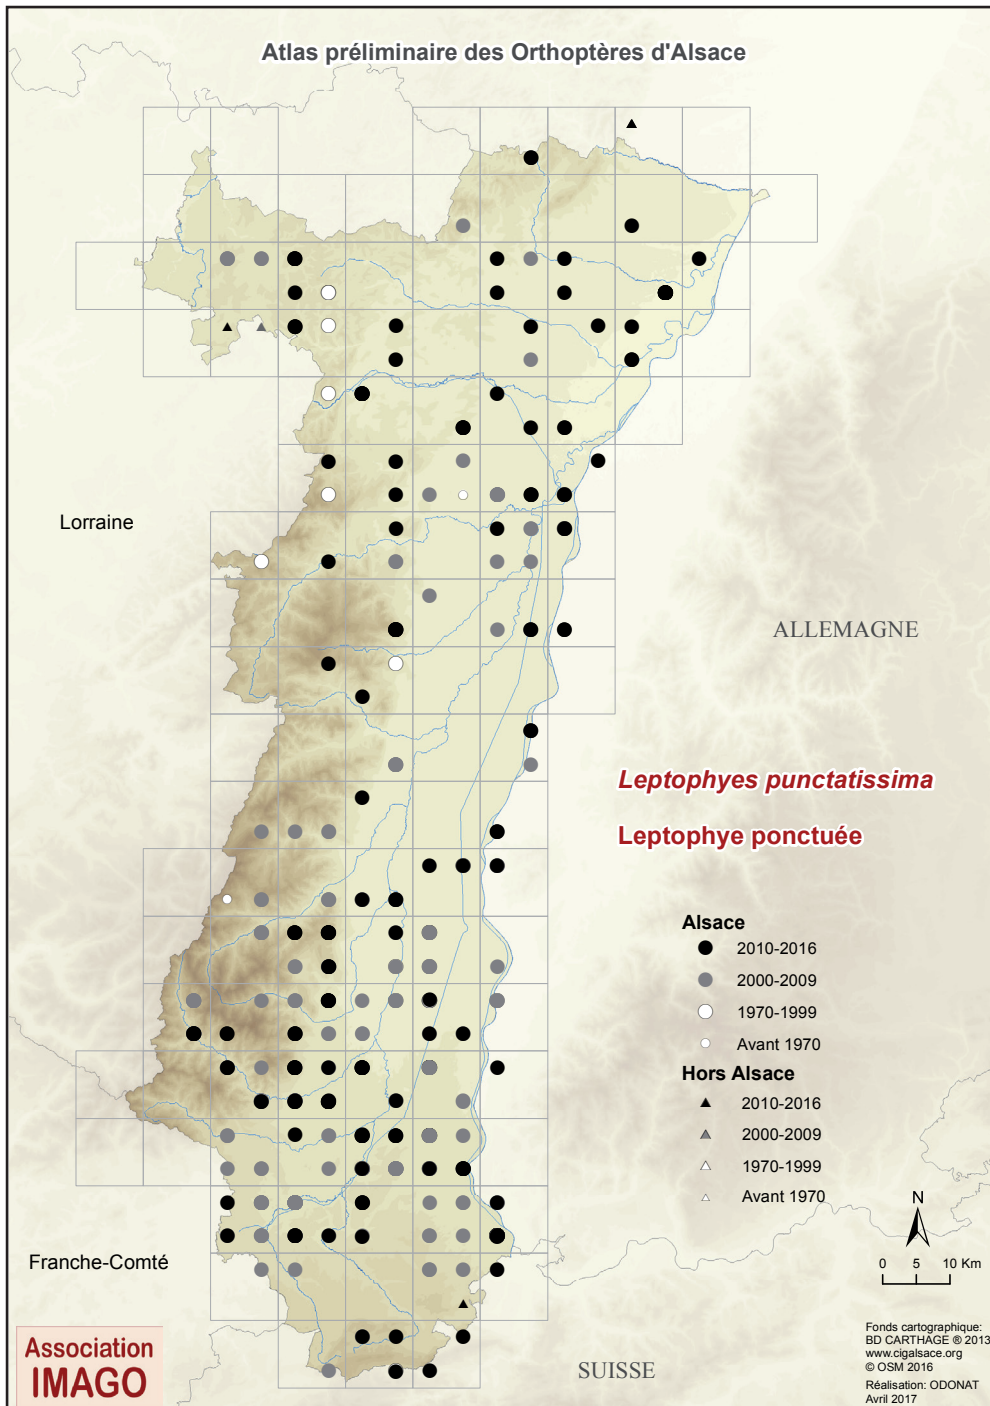 Atlas préliminaire des Orthoptères d'Alsace
Lorraine
ALLEMAGNE
Leptophyes punctatissima
Leptophye ponctuée
Alsace
2010-2016
2000-2009
1970-1999
Avant 1970
Hors Alsace
2010-2016
2000-2009
1970-1999
Avant 1970
N
0 5 10 Km
Franche-Comté
SUISSE
Association
IMAGO
Fonds cartographique:
BD CARTHAGE ® 2013
www.cigalsace.org
© OSM 2016
Réalisation: ODONAT
Avril 2017